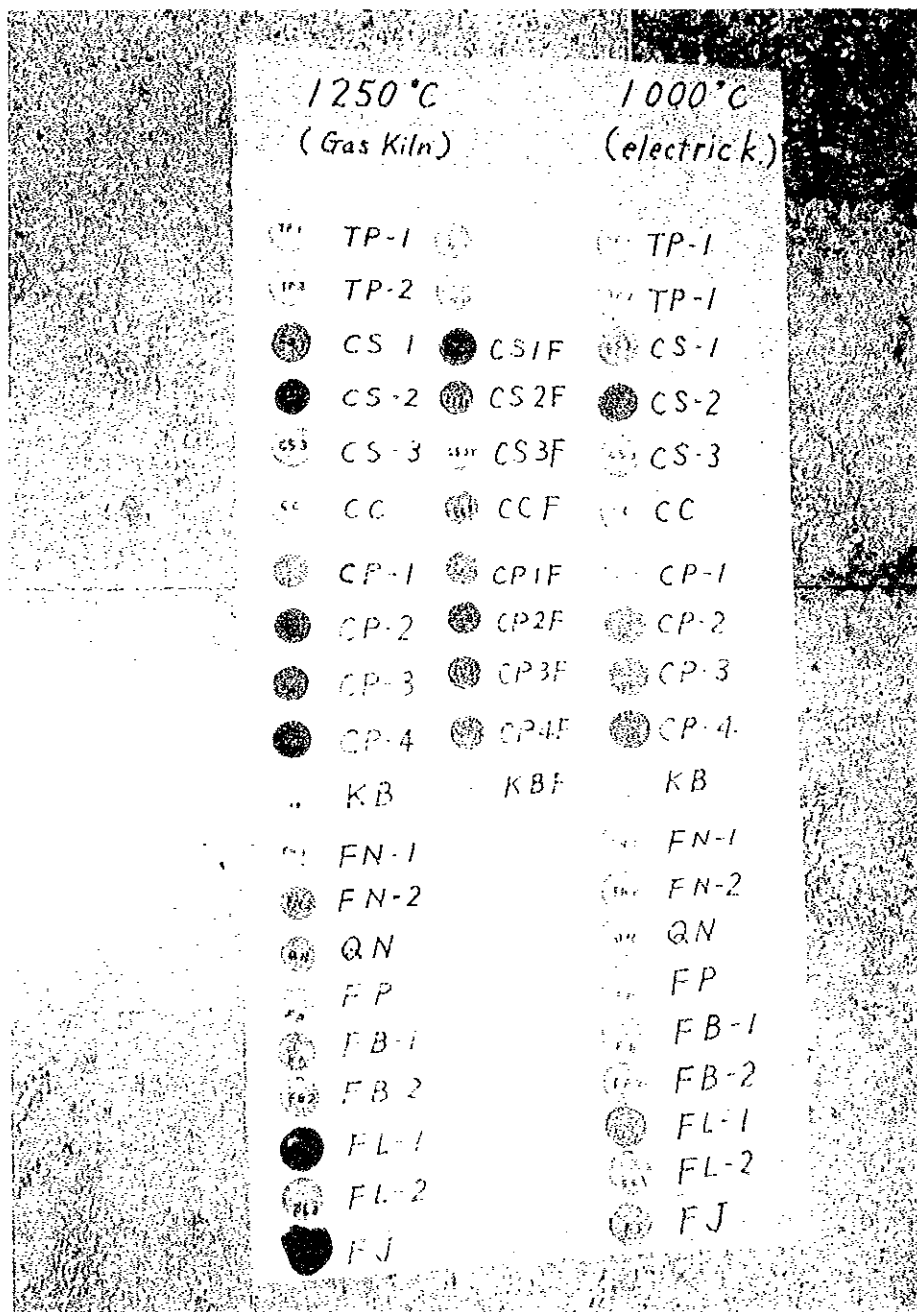 1250°C 1000°C
(Gas Kiln) (electric k.)
TP-1 TP-1
TP-2 TP-1
CS 1 CS1F CS-1
CS-2 CS2F CS-2
CS-3 CS3F CS-3
CC CCF CC
CP-1 CP1F CP-1
CP-2 CP2F CP-2
CP-3 CP3F CP-3
CP-4 CP4F CP-4
KB KBF KB
FN-1 FN-1
FN-2 FN-2
QN QN
FP FP
FB-1 FB-1
FB 2 FB-2
FL-1 FL-1
FL-2 FL-2
FJ FJ